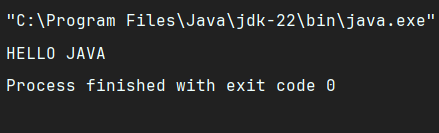 "C:\Program Files\Java\jdk-22\bin\java.exe"
HELLO JAVA
Process finished with exit code 0